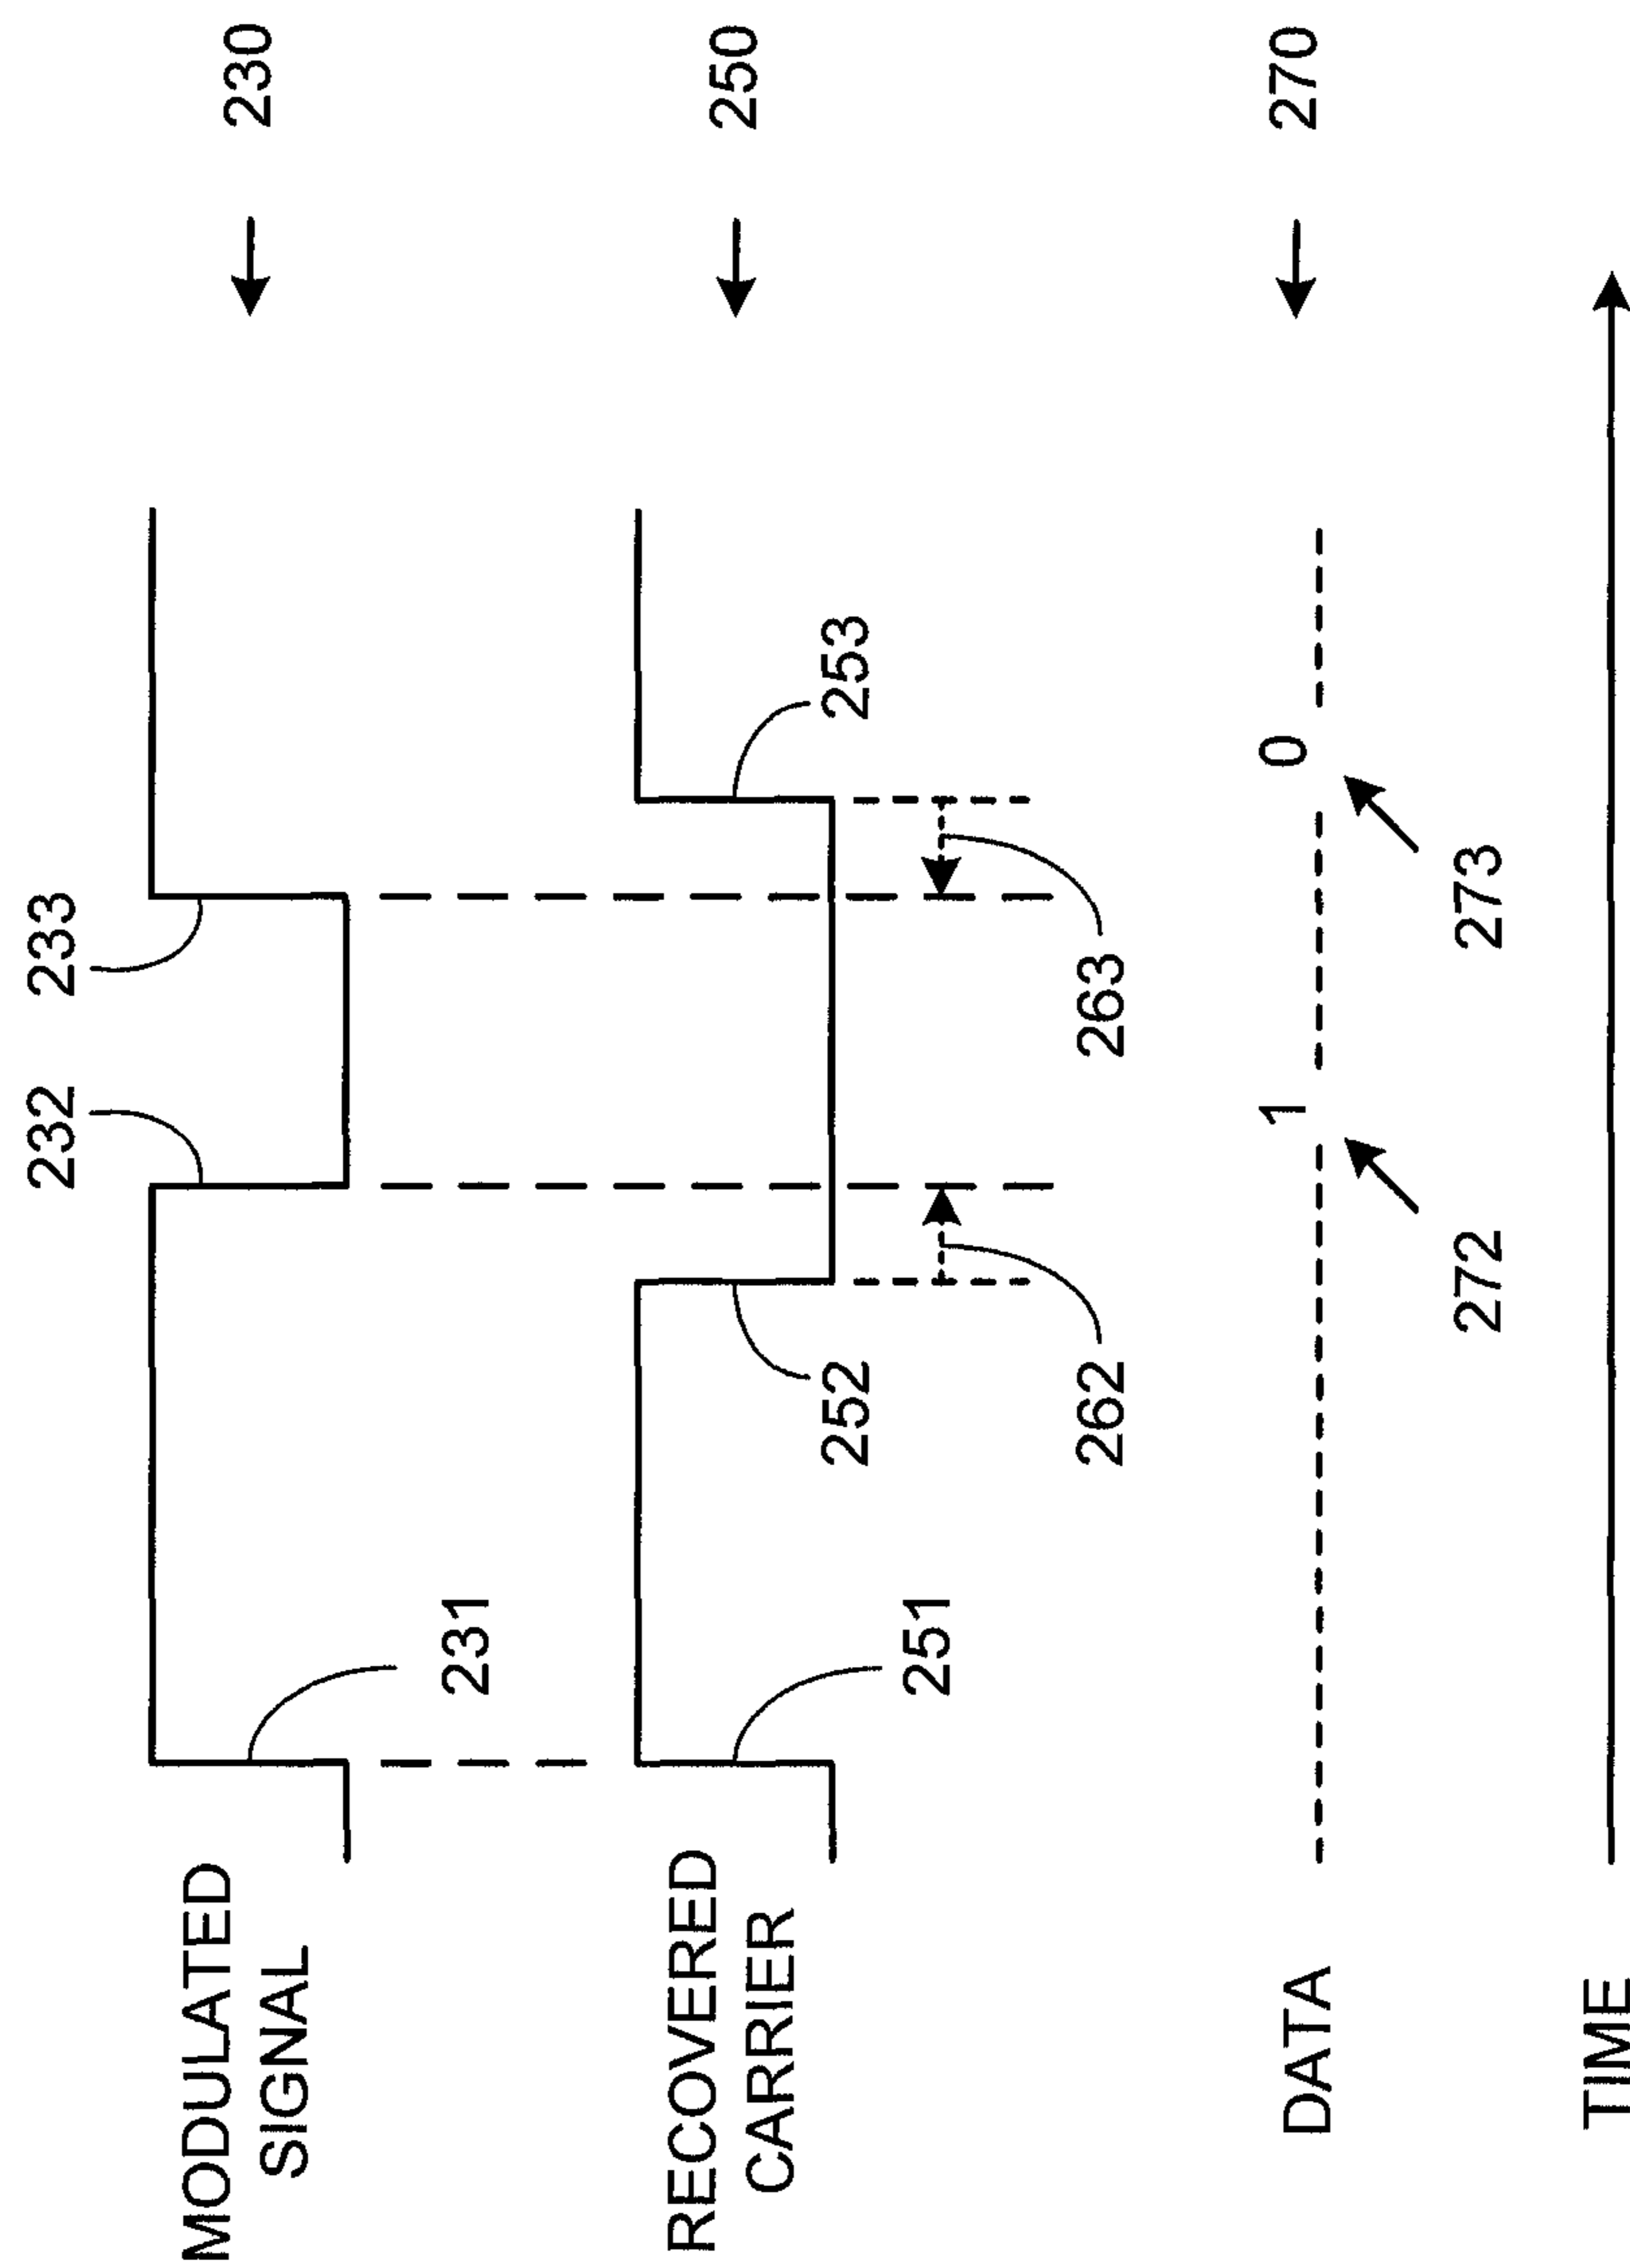 232 233
MODULATED
SIGNAL
230
231
RECOVERED
CARRIER
250
252 253
251
262 263
DATA
1 0
270
272 273
TIME